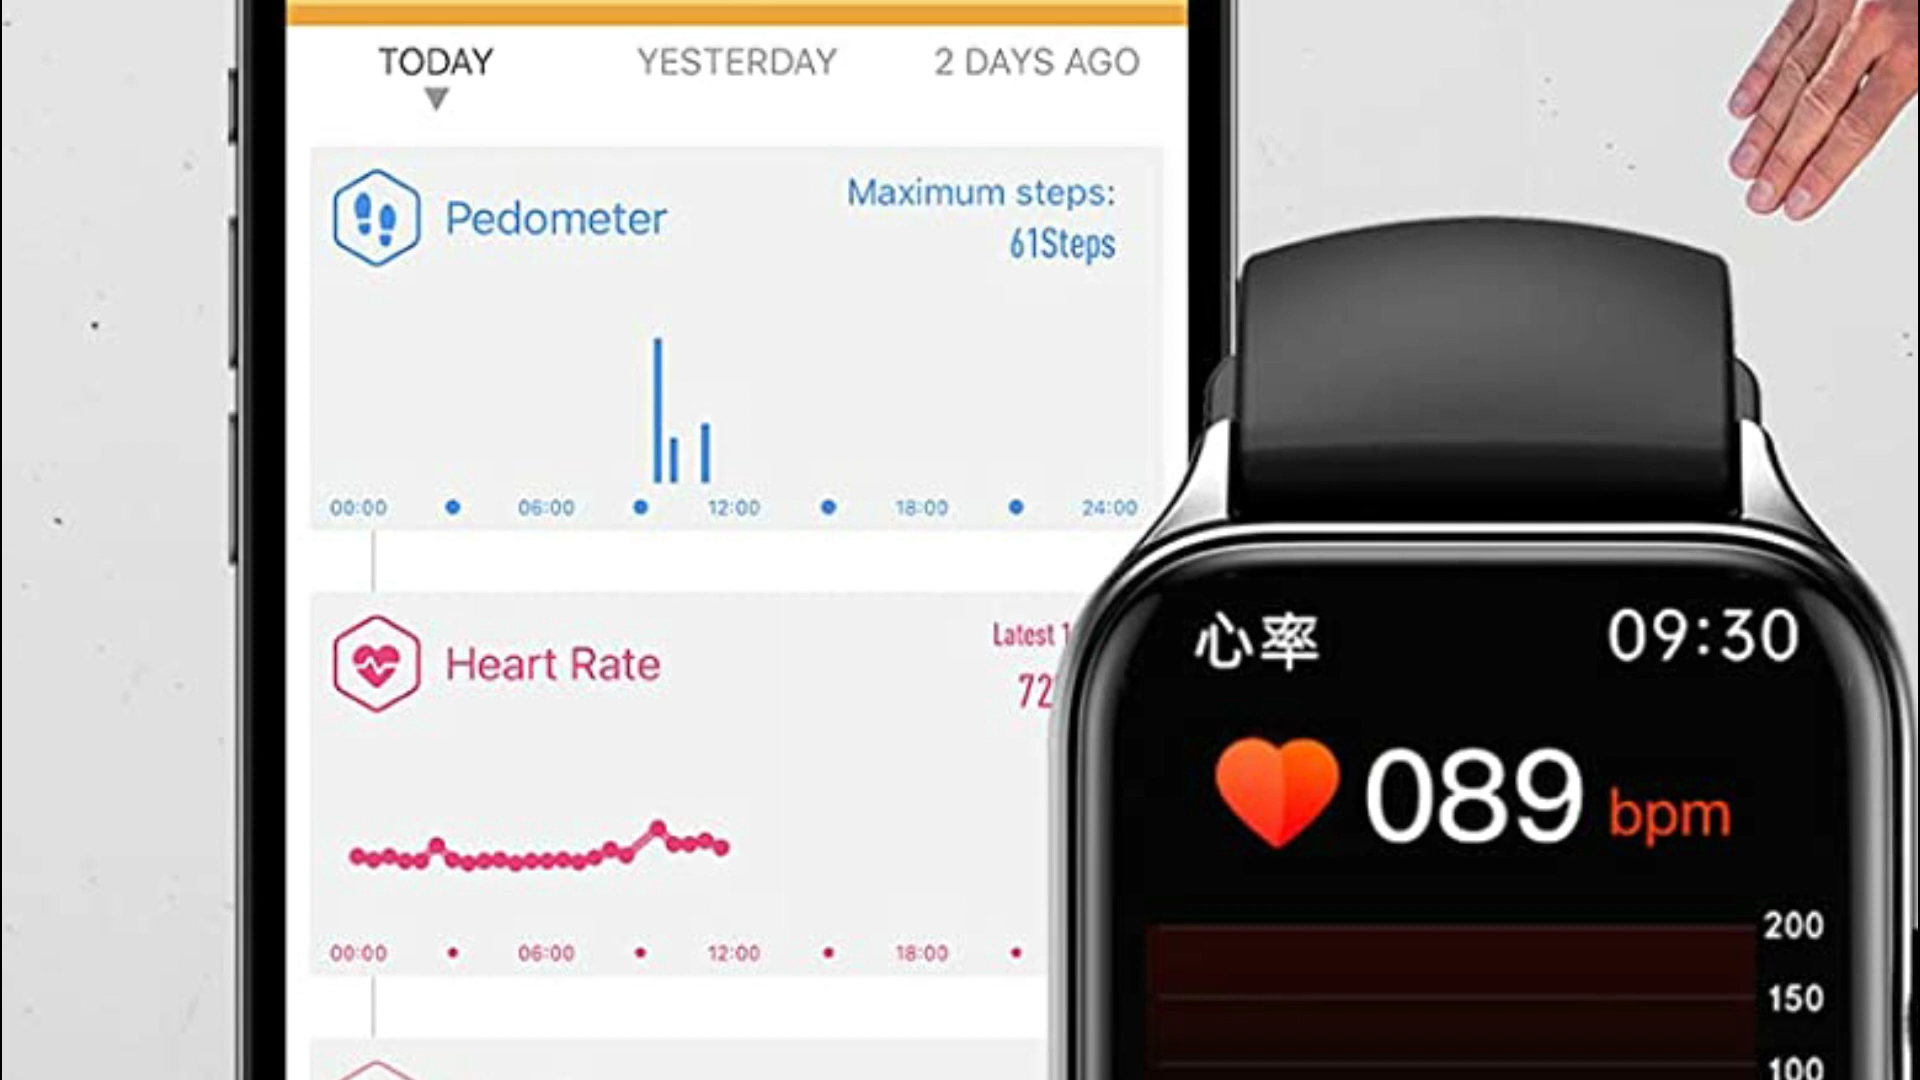 TODAY YESTERDAY 2 DAYS AGO
Pedometer
Maximum steps:
61Steps
00:00 06:00 12:00 18:00 24:00
Heart Rate
Latest 1
72
00:00 06:00 12:00 18:00
心率 09:30
089 bpm
200
150
100